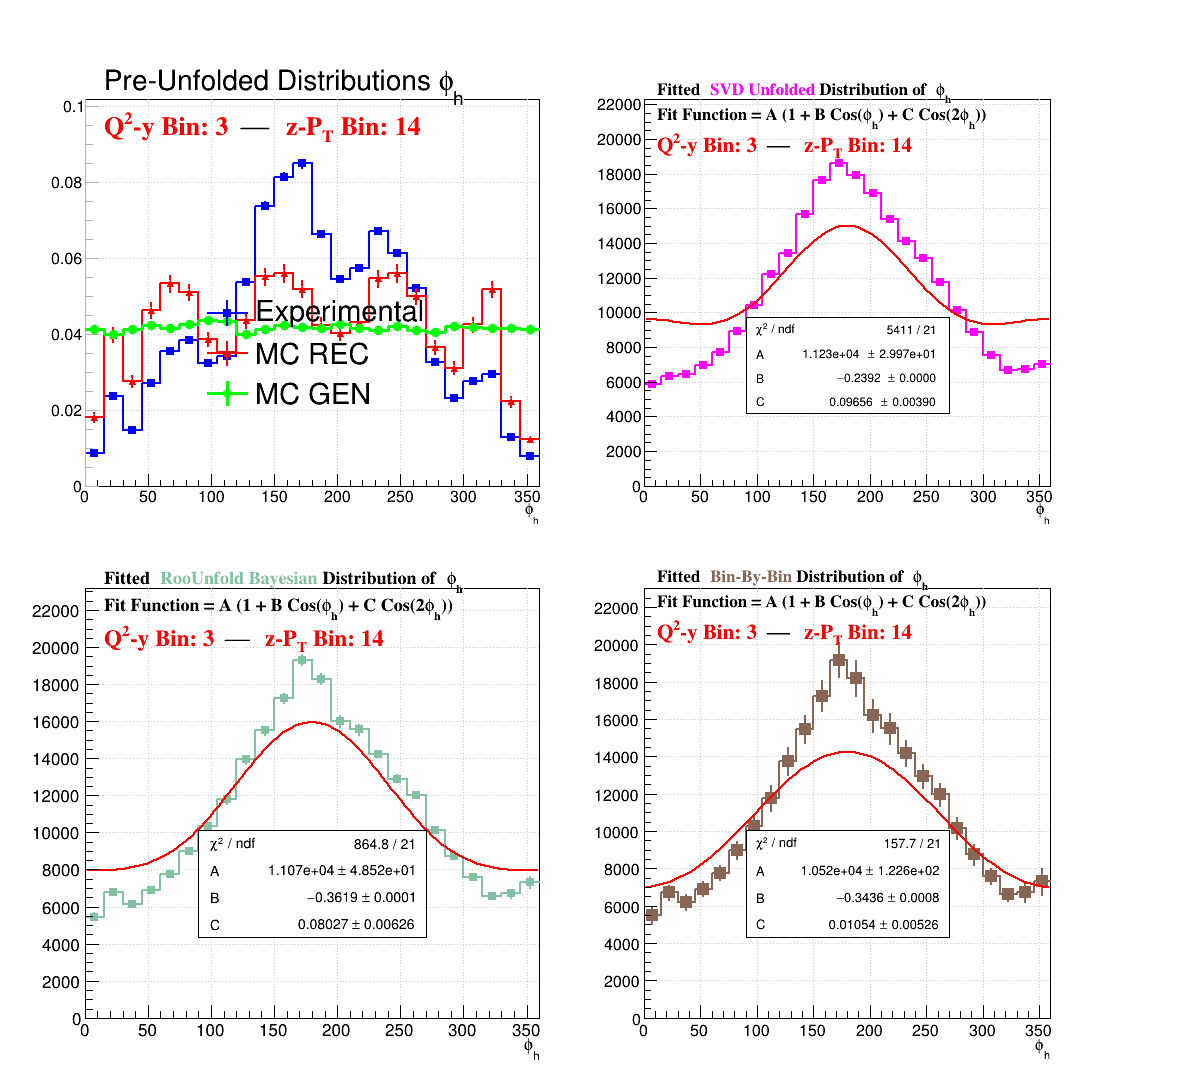 Pre-Unfolded Distributions ϕh
Q2-y Bin: 3 — z-PT Bin: 14
0.1
0.08
0.06
0.04
0.02
0
Experimental
MC REC
MC GEN
0 50 100 150 200 250 300 350
ϕh
Fitted SVD Unfolded Distribution of ϕh
Fit Function = A (1 + B Cos(ϕh) + C Cos(2ϕh))
Q2-y Bin: 3 — z-PT Bin: 14
22000
20000
18000
16000
14000
12000
10000
8000
6000
4000
2000
0
χ2 / ndf 5411 / 21
A 1.123e+04 ± 2.997e+01
B −0.2392 ± 0.0000
C 0.09656 ± 0.00390
0 50 100 150 200 250 300 350
ϕh
Fitted RooUnfold Bayesian Distribution of ϕh
Fit Function = A (1 + B Cos(ϕh) + C Cos(2ϕh))
Q2-y Bin: 3 — z-PT Bin: 14
22000
20000
18000
16000
14000
12000
10000
8000
6000
4000
2000
0
χ2 / ndf 864.8 / 21
A 1.107e+04 ± 4.852e+01
B −0.3619 ± 0.0001
C 0.08027 ± 0.00626
0 50 100 150 200 250 300 350
ϕh
Fitted Bin-By-Bin Distribution of ϕh
Fit Function = A (1 + B Cos(ϕh) + C Cos(2ϕh))
Q2-y Bin: 3 — z-PT Bin: 14
22000
20000
18000
16000
14000
12000
10000
8000
6000
4000
2000
0
χ2 / ndf 157.7 / 21
A 1.052e+04 ± 1.226e+02
B −0.3436 ± 0.0008
C 0.01054 ± 0.00526
0 50 100 150 200 250 300 350
ϕh